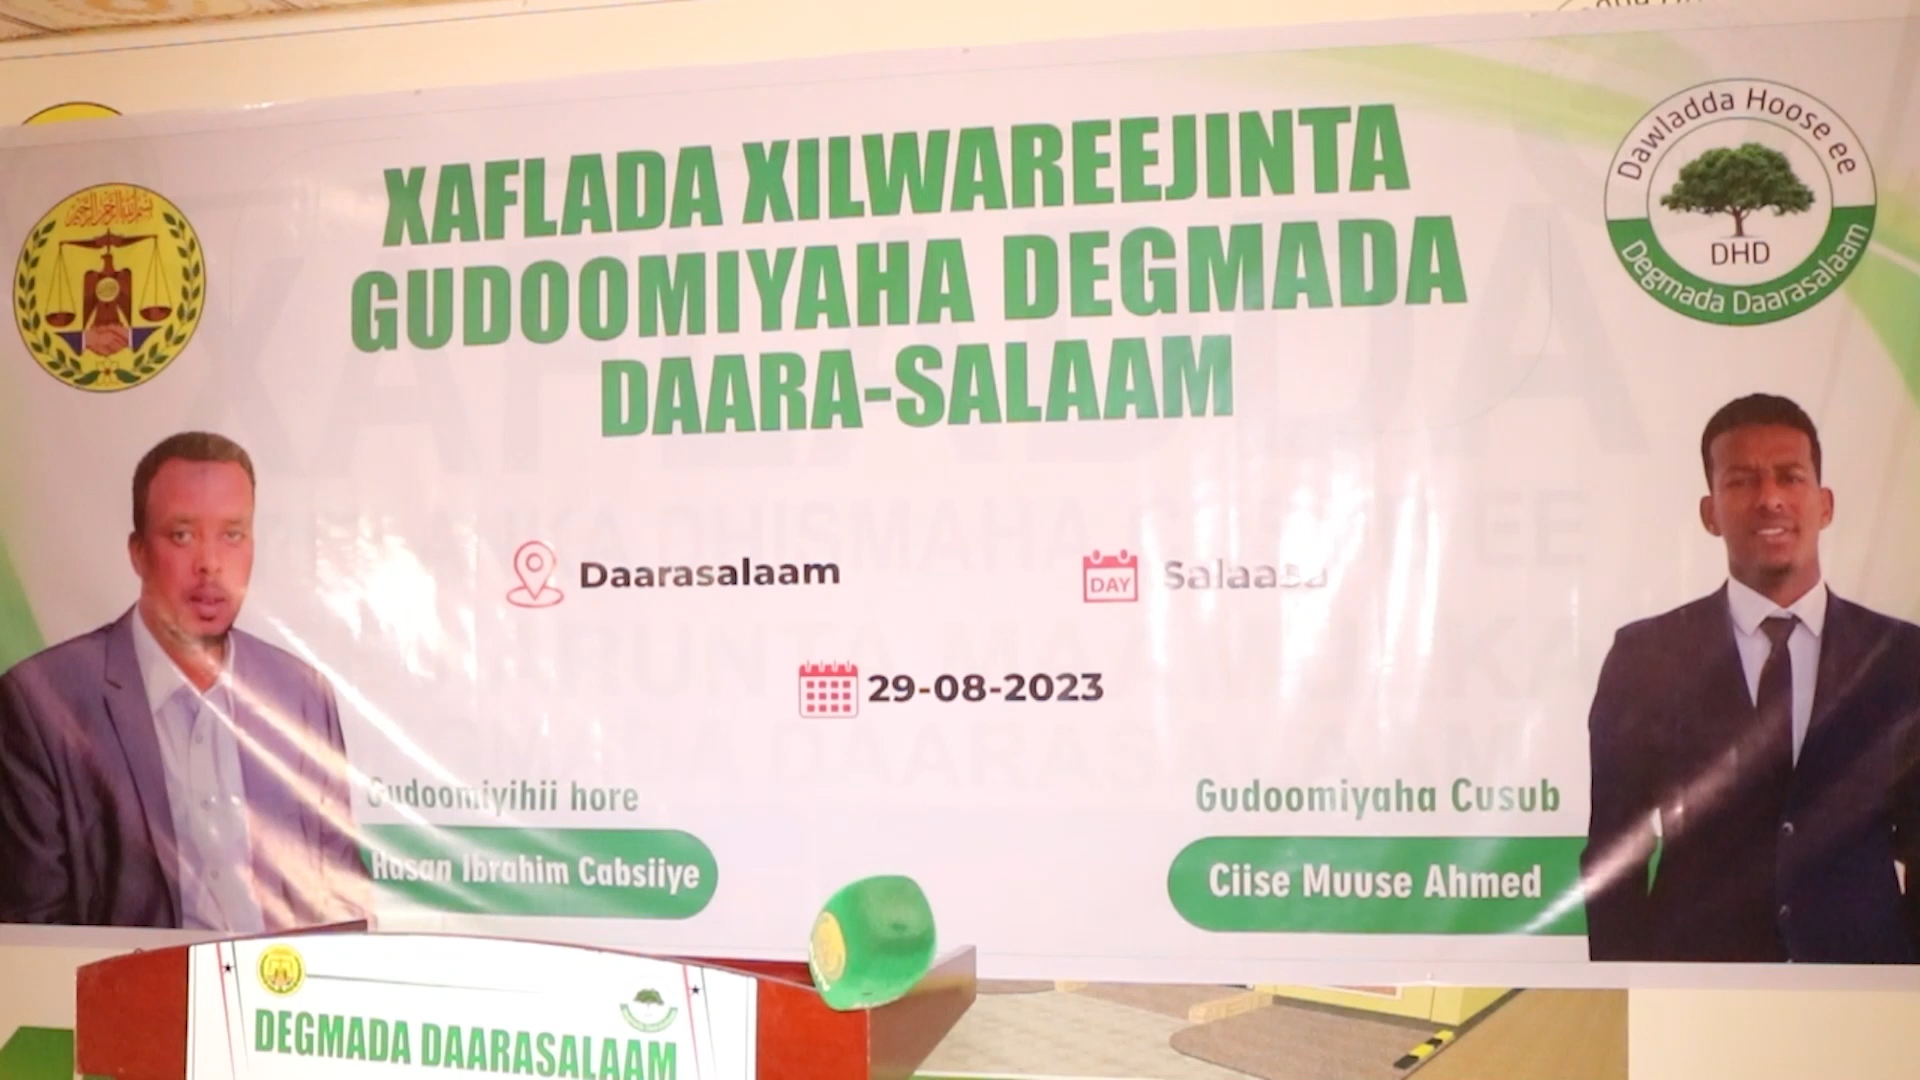 XAFLADA XILWAREEJINTA
GUDOOMIYAHA DEGMADA
DAARA-SALAAM
Dawladda Hoose ee
DHD
Degmada Daarasalaam
Daarasalaam
DAY
Salaasa
29-08-2023
Gudoomiyihii hore
Hasan Ibrahim Cabsiiye
Gudoomiyaha Cusub
Ciise Muuse Ahmed
DEGMADA DAARASALAAM